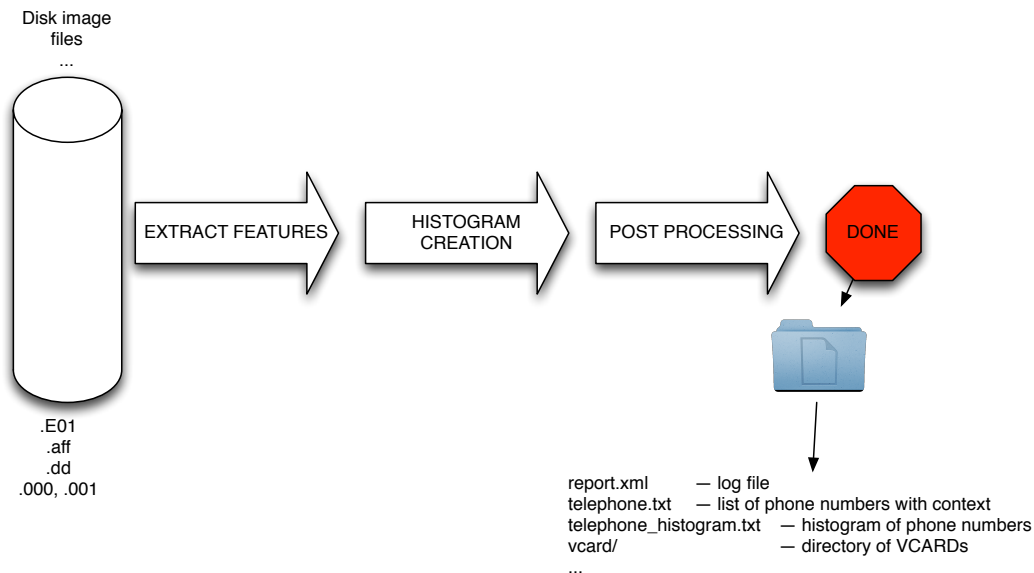 Disk image
files
...
EXTRACT FEATURES
HISTOGRAM
CREATION
POST PROCESSING
DONE
.E01
.aff
.dd
.000, .001
report.xml — log file
telephone.txt — list of phone numbers with context
telephone_histogram.txt — histogram of phone numbers
vcard/ — directory of VCARDs
...